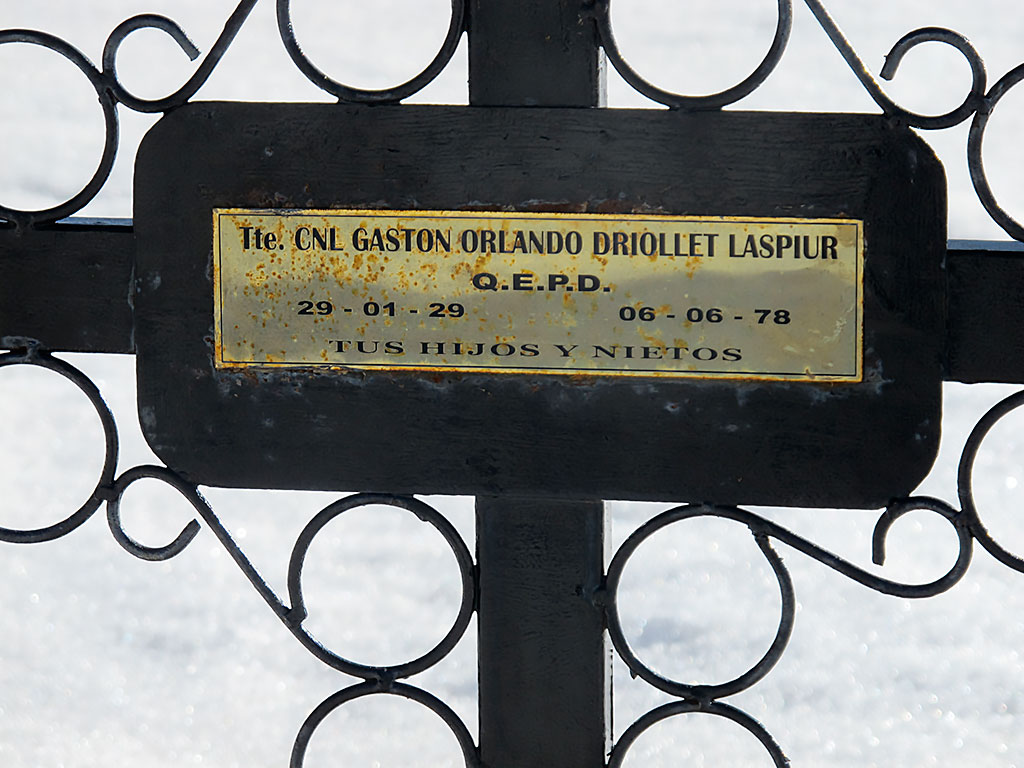 Tte. CNL GASTON ORLANDO DRIOLLET LASPIUR
Q.E.P.D.
29 - 01 - 29 06 - 06 - 78
TUS HIJOS Y NIETOS